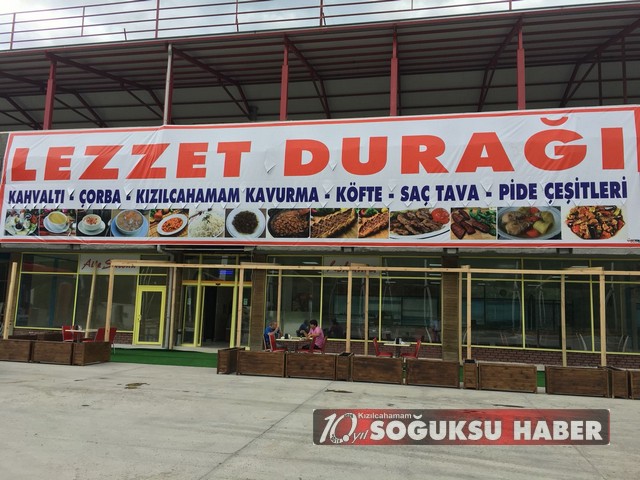 LEZZET DURAĞI
KAHVALTI - ÇORBA - KIZILCAHAMAM KAVURMA - KÖFTE - SAÇ TAVA - PİDE ÇEŞİTLERİ
Kızılcahamam
10.yıl SOĞUKSU HABER